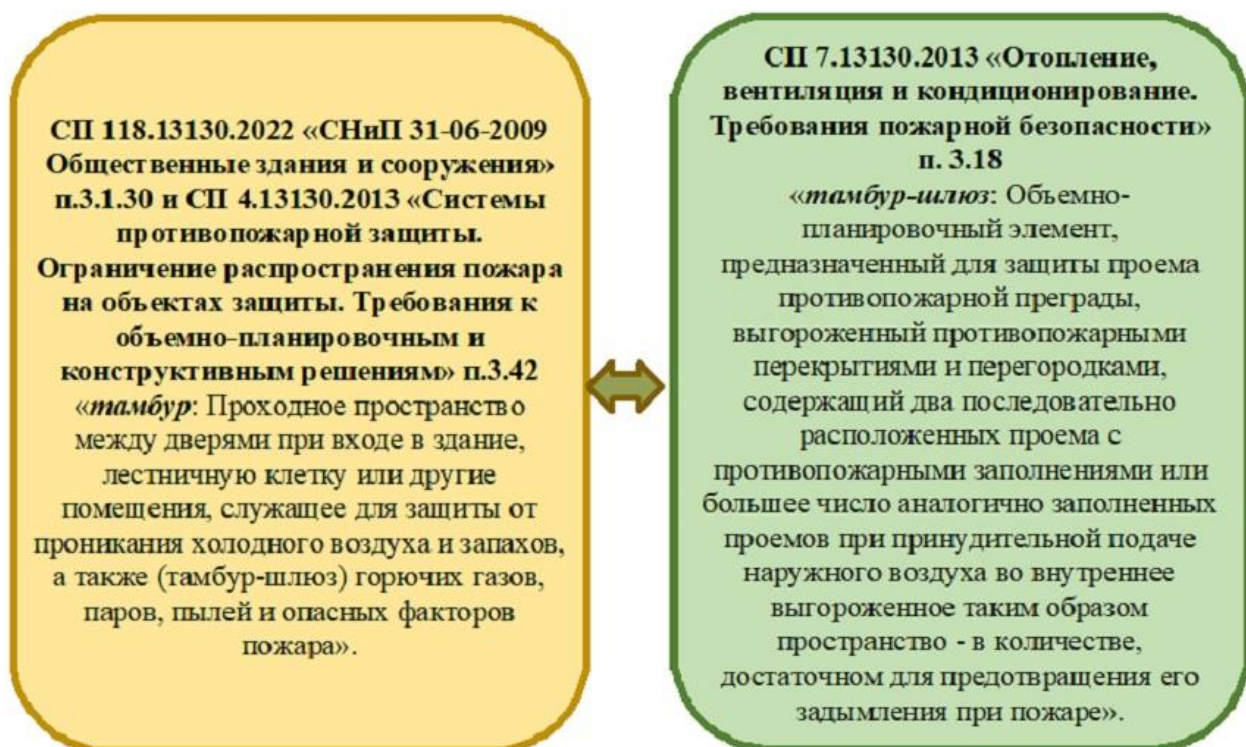 СП 118.13130.2022 «СНиП 31-06-2009
Общественные здания и сооружения»
п.3.1.30 и СП 4.13130.2013 «Системы
противопожарной защиты.
Ограничение распространения пожара
на объектах защиты. Требования к
объемно-планировочным и
конструктивным решениям» п.3.42
«тамбур: Проходное пространство
между дверями при входе в здание,
лестничную клетку или другие
помещения, служащее для защиты от
проникания холодного воздуха и запахов,
а также (тамбур-шлюз) горючих газов,
паров, пылей и опасных факторов
пожара».
СП 7.13130.2013 «Отопление,
вентиляция и кондиционирование.
Требования пожарной безопасности»
п. 3.18
«тамбур-шлюз: Объемно-
планировочный элемент,
предназначенный для защиты проема
противопожарной преграды,
выгороженный противопожарными
перекрытиями и перегородками,
содержащий два последовательно
расположенных проема с
противопожарными заполнениями или
большее число аналогично заполненных
проемов при принудительной подаче
наружного воздуха во внутреннее
выгороженное таким образом
пространство - в количестве,
достаточном для предотвращения его
задымления при пожаре».